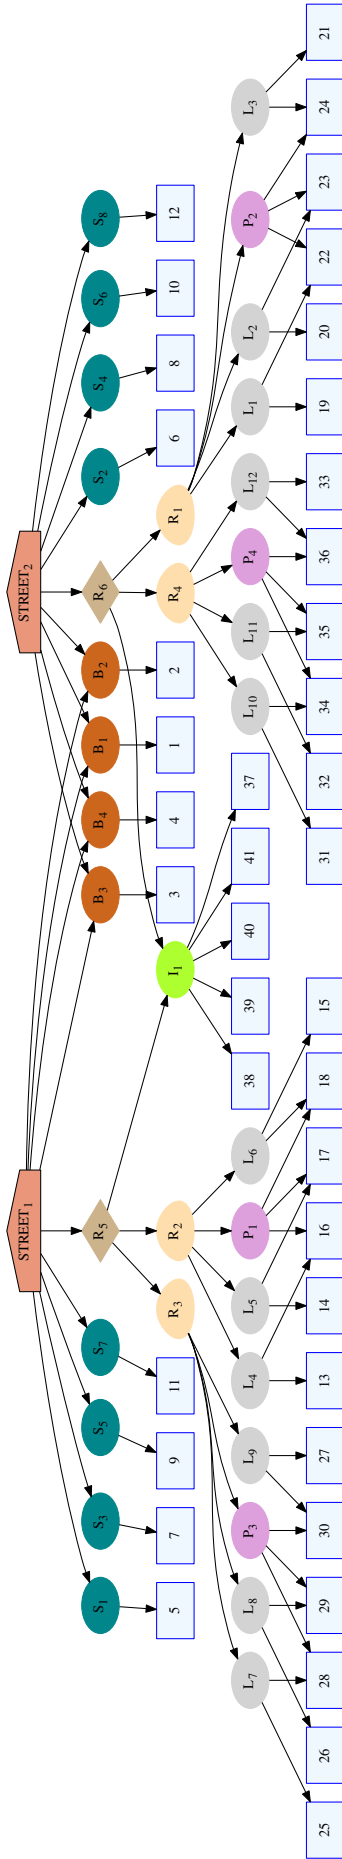 STREET₁ STREET₂
S₁ S₃ S₅ S₇ R₅ B₃ B₄ B₁ B₂ R₆ S₂ S₄ S₆ S₈
5 7 9 11 R₃ R₂ I₁ 3 4 1 2 R₄ R₁ 6 8 10 12
L₇ L₈ P₃ L₉ L₄ L₅ P₁ L₆ 38 39 40 41 37 L₁₀ L₁₁ P₄ L₁₂ L₁ L₂ P₂ L₃
25 26 28 29 30 27 13 14 16 17 18 15 31 32 34 35 36 33 19 20 22 23 24 21